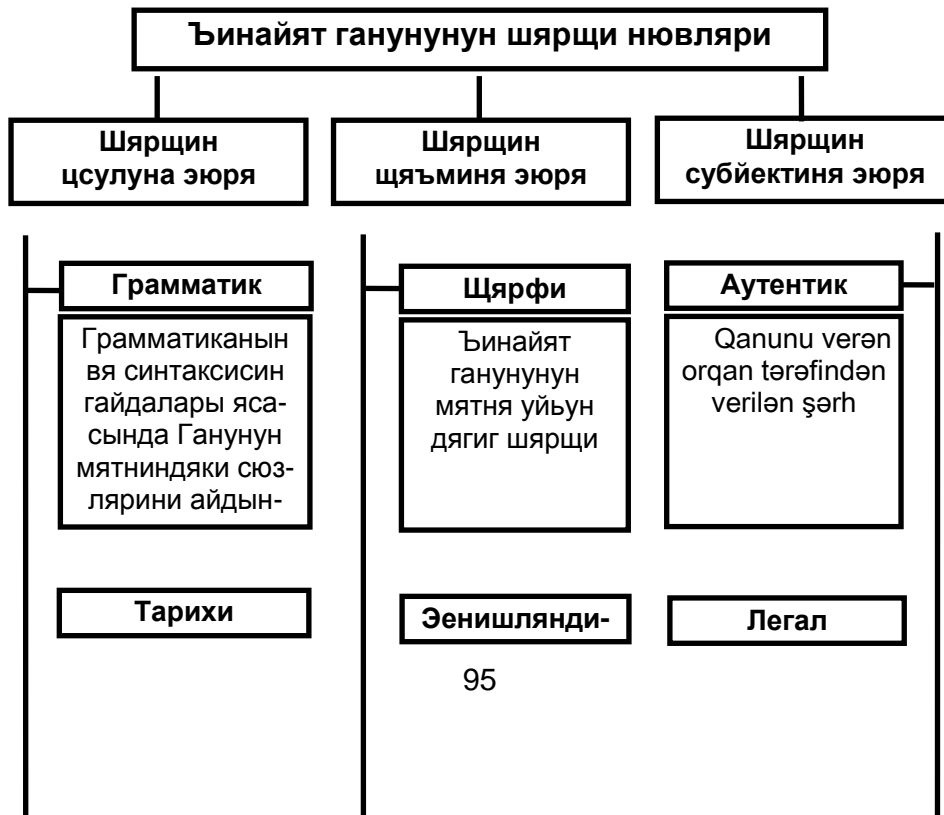 Ъинайят ганунунун шярщи нювляри
Шярщин
цсулуна эюря
Шярщин
щяъминя эюря
Шярщин
субйектиня эюря
Грамматик
Грамматиканын
вя синтаксисин
гайдалары яса-
сында Ганунун
мятниндяки сюз-
лярини айдын-
Щярфи
Ъинайят
ганунунун
мятня уйьун
дягиг шярщи
Аутентик
Qanunu verən
orqan tərəfindən
verilən şərh
Тарихи
Эенишлянди-
Легал
95